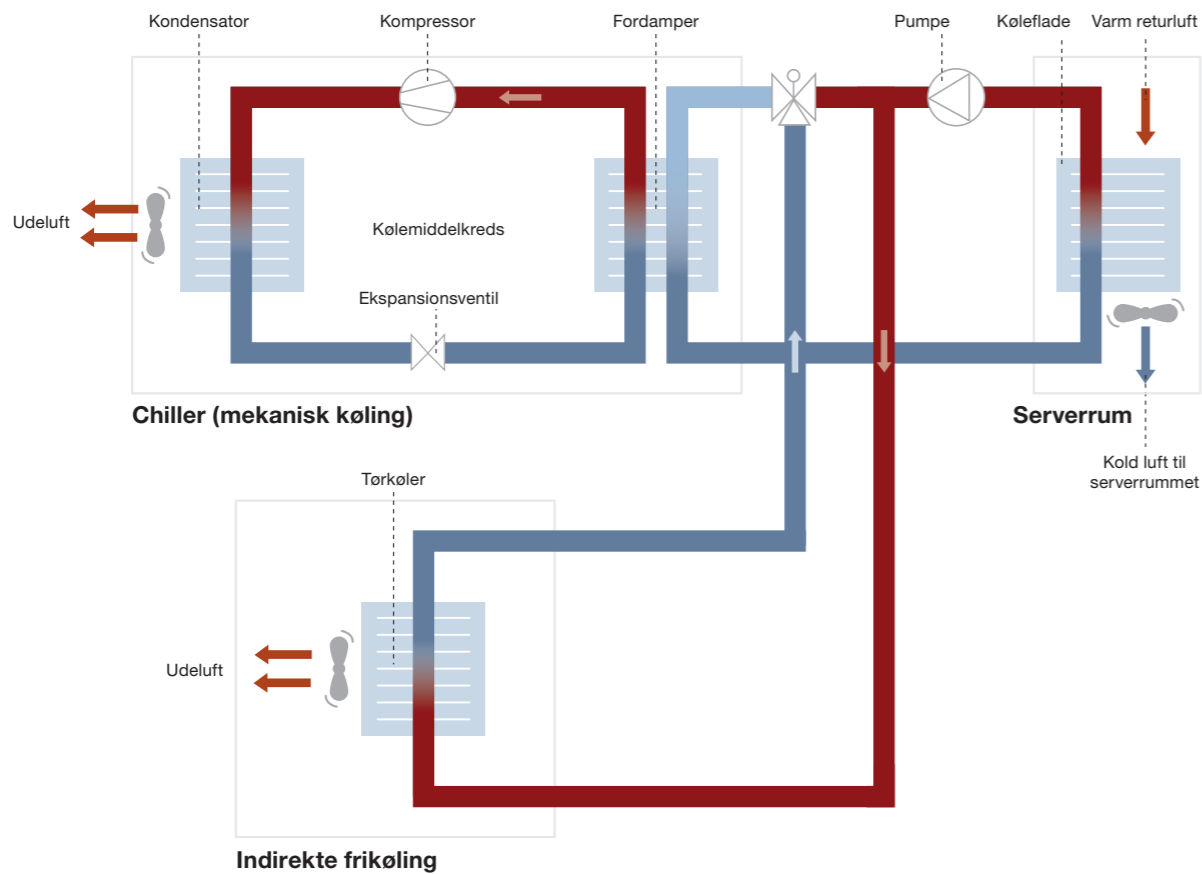 Kondensator
Kompressor
Fordamper
Pumpe
Køleflade
Varm returluft
Udeluft
Kølemiddelkreds
Ekspansionsventil
Chiller (mekanisk køling)
Serverrum
Kold luft til
serverrummet
Tørkøler
Udeluft
Indirekte frikøling